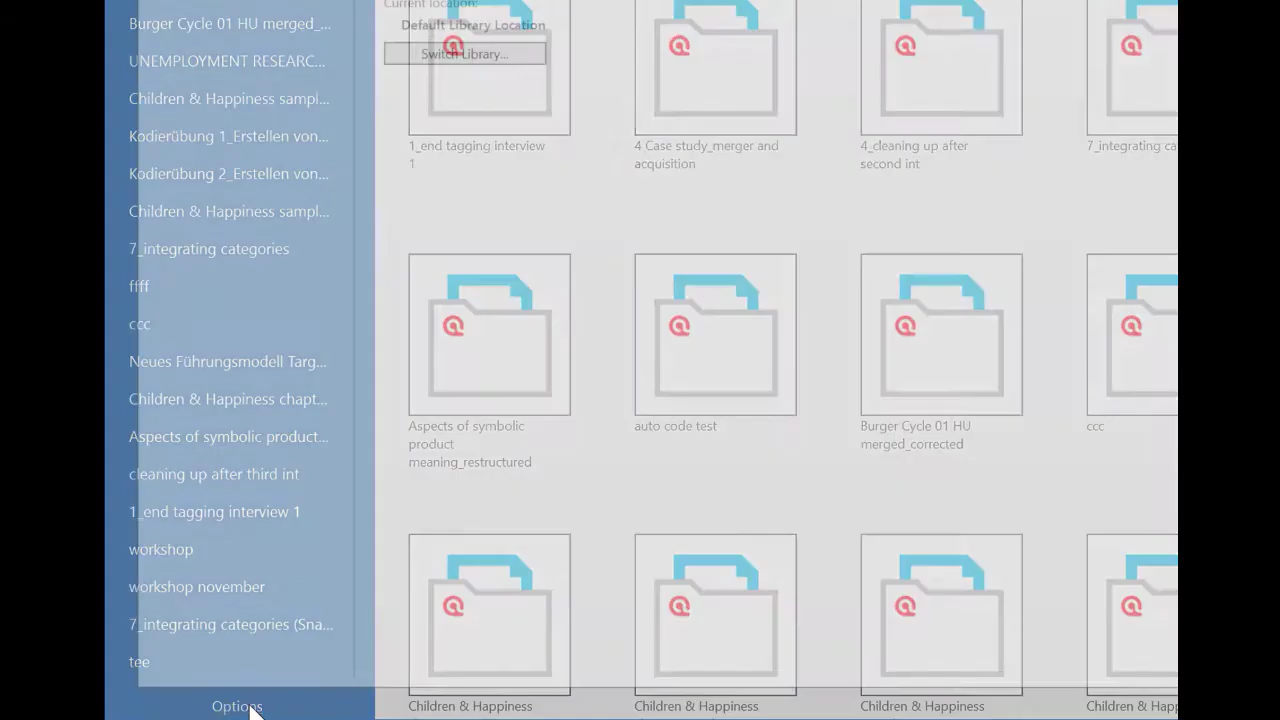 Burger Cycle 01 HU merged_...
UNEMPLOYMENT RESEARC...
Children & Happiness sampl...
Kodierübung 1_Erstellen von...
Kodierübung 2_Erstellen von...
Children & Happiness sampl...
7_integrating categories
ffff
ccc
Neues Führungsmodell Targ...
Children & Happiness chapt...
Aspects of symbolic product...
cleaning up after third int
1_end tagging interview 1
workshop
workshop november
7_integrating categories (Sna...
tee
Options
Current location:
Default Library Location
Switch Library...
1_end tagging interview
1
4 Case study_merger and
acquisition
4_cleaning up after
second int
7_integrating ca
Aspects of symbolic
product
meaning_restructured
auto code test
Burger Cycle 01 HU
merged_corrected
ccc
Children & Happiness
Children & Happiness
Children & Happiness
Children & Happ